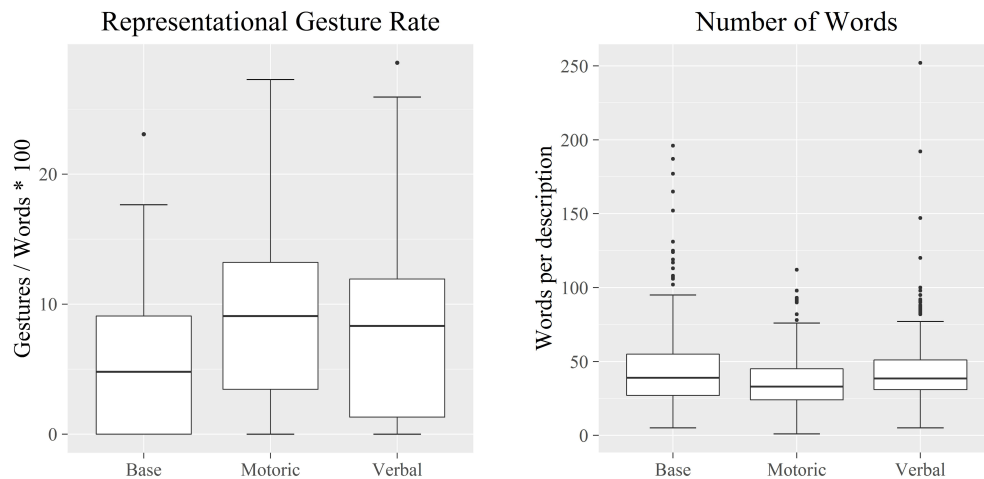 Representational Gesture Rate
Gestures / Words * 100
20
10
0
Base Motoric Verbal
Number of Words
Words per description
250
200
150
100
50
0
Base Motoric Verbal